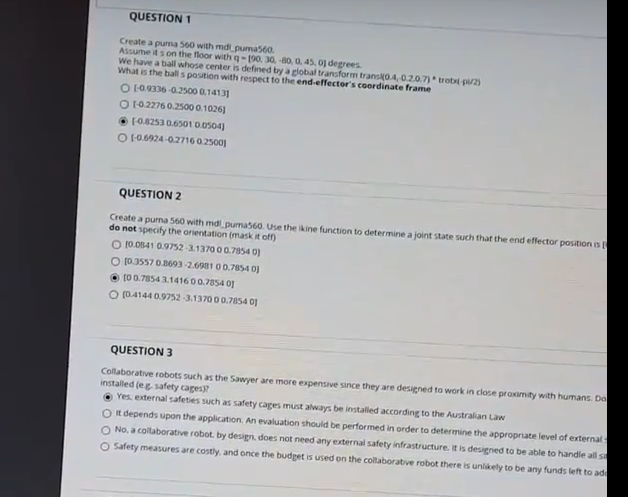 QUESTION 1
Create a puma 560 with mdl_puma560.
Assume it s on the floor with q = [90, 30, -80, 0, 45, 0] degrees.
We have a ball whose center is defined by a global transform transl(0.4,-0.2,0.7) * trotx(-pi/2)
What is the ball s position with respect to the end-effector's coordinate frame
[-0.9336 -0.2500 0.1413]
[-0.2276 0.2500 0.1026]
[-0.8253 0.6501 0.0504]
[-0.6924 -0.2716 0.2500]
QUESTION 2
Create a puma 560 with mdl_puma560. Use the ikine function to determine a joint state such that the end effector position is
do not specify the orientation (mask it off)
[0.0841 0.9752 -3.1370 0 0.7854 0]
[0.3557 0.8693 -2.6981 0 0.7854 0]
[0 0.7854 3.1416 0 0.7854 0]
[0.4144 0.9752 -3.1370 0 0.7854 0]
QUESTION 3
Collaborative robots such as the Sawyer are more expensive since they are designed to work in close proximity with humans. Do
installed (e.g. safety cages)?
Yes, external safeties such as safety cages must always be installed according to the Australian Law
It depends upon the application. An evaluation should be performed in order to determine the appropriate level of external
No, a collaborative robot, by design, does not need any external safety infrastructure. It is designed to be able to handle all
Safety measures are costly, and once the budget is used on the collaborative robot there is unlikely to be any funds left to